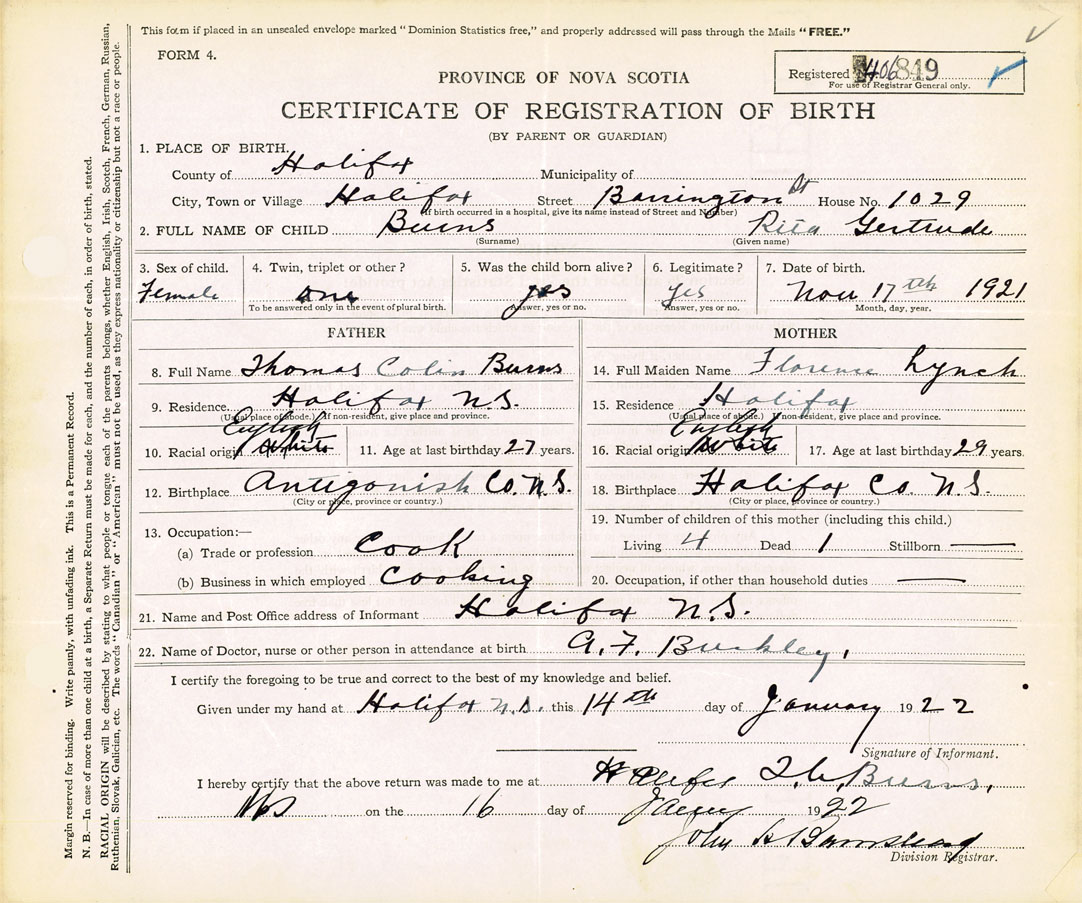 This form if placed in an unsealed envelope marked "Dominion Statistics free," and properly addressed will pass through the Mails "FREE."
FORM 4.
PROVINCE OF NOVA SCOTIA
Registered 849
For use of Registrar General only.
CERTIFICATE OF REGISTRATION OF BIRTH
(BY PARENT OR GUARDIAN)
1. PLACE OF BIRTH.
County of Halifax Municipality of
City, Town or Village Halifax Street Barrington St House No. 1029
(If birth occurred in a hospital, give its name instead of Street and Number)
2. FULL NAME OF CHILD Burns Rita Gertrude
(Surname) (Given name)
3. Sex of child. 4. Twin, triplet or other? 5. Was the child born alive? 6. Legitimate? 7. Date of birth.
Female one yes yes Nov 17th 1921
To be answered only in the event of plural birth. Answer, yes or no. Answer, yes or no. Month, day, year.
FATHER
8. Full Name Thomas Colin Burns
9. Residence Halifax N.S.
(Usual place of abode.) If non-resident, give place and province.
English
10. Racial origin White 11. Age at last birthday 27 years.
12. Birthplace Antigonish Co. N.S.
(City or place, province or country.)
13. Occupation:—
(a) Trade or profession Cook
(b) Business in which employed Cooking
MOTHER
14. Full Maiden Name Florence Lynch
15. Residence Halifax
(Usual place of abode.) If non-resident, give place and province.
English
16. Racial origin White 17. Age at last birthday 29 years.
18. Birthplace Halifax Co. N.S.
(City or place, province or country.)
19. Number of children of this mother (including this child.)
Living 4 Dead 1 Stillborn —
20. Occupation, if other than household duties —
21. Name and Post Office address of Informant Halifax N.S.
22. Name of Doctor, nurse or other person in attendance at birth A. F. Buckley.
I certify the foregoing to be true and correct to the best of my knowledge and belief.
Given under my hand at Halifax N.S. this 14th day of January 1922
Signature of Informant.
I hereby certify that the above return was made to me at Halifax T. C. Burns.
NS on the 16 day of 1922
John
Division Registrar.
Margin reserved for binding. Write plainly, with unfading ink. This is a Permanent Record.
N. B.—In case of more than one child at a birth, a Separate Return must be made for each, and the number of each, in order of birth, stated.
RACIAL ORIGIN will be described by stating to what people or tongue each of the parents belongs, whether English, Irish, Scotch, French, German, Russian,
Ruthenian, Slovak, Galician, etc. The words "Canadian" or "American" must not be used, as they express nationality or citizenship but not a race or people.